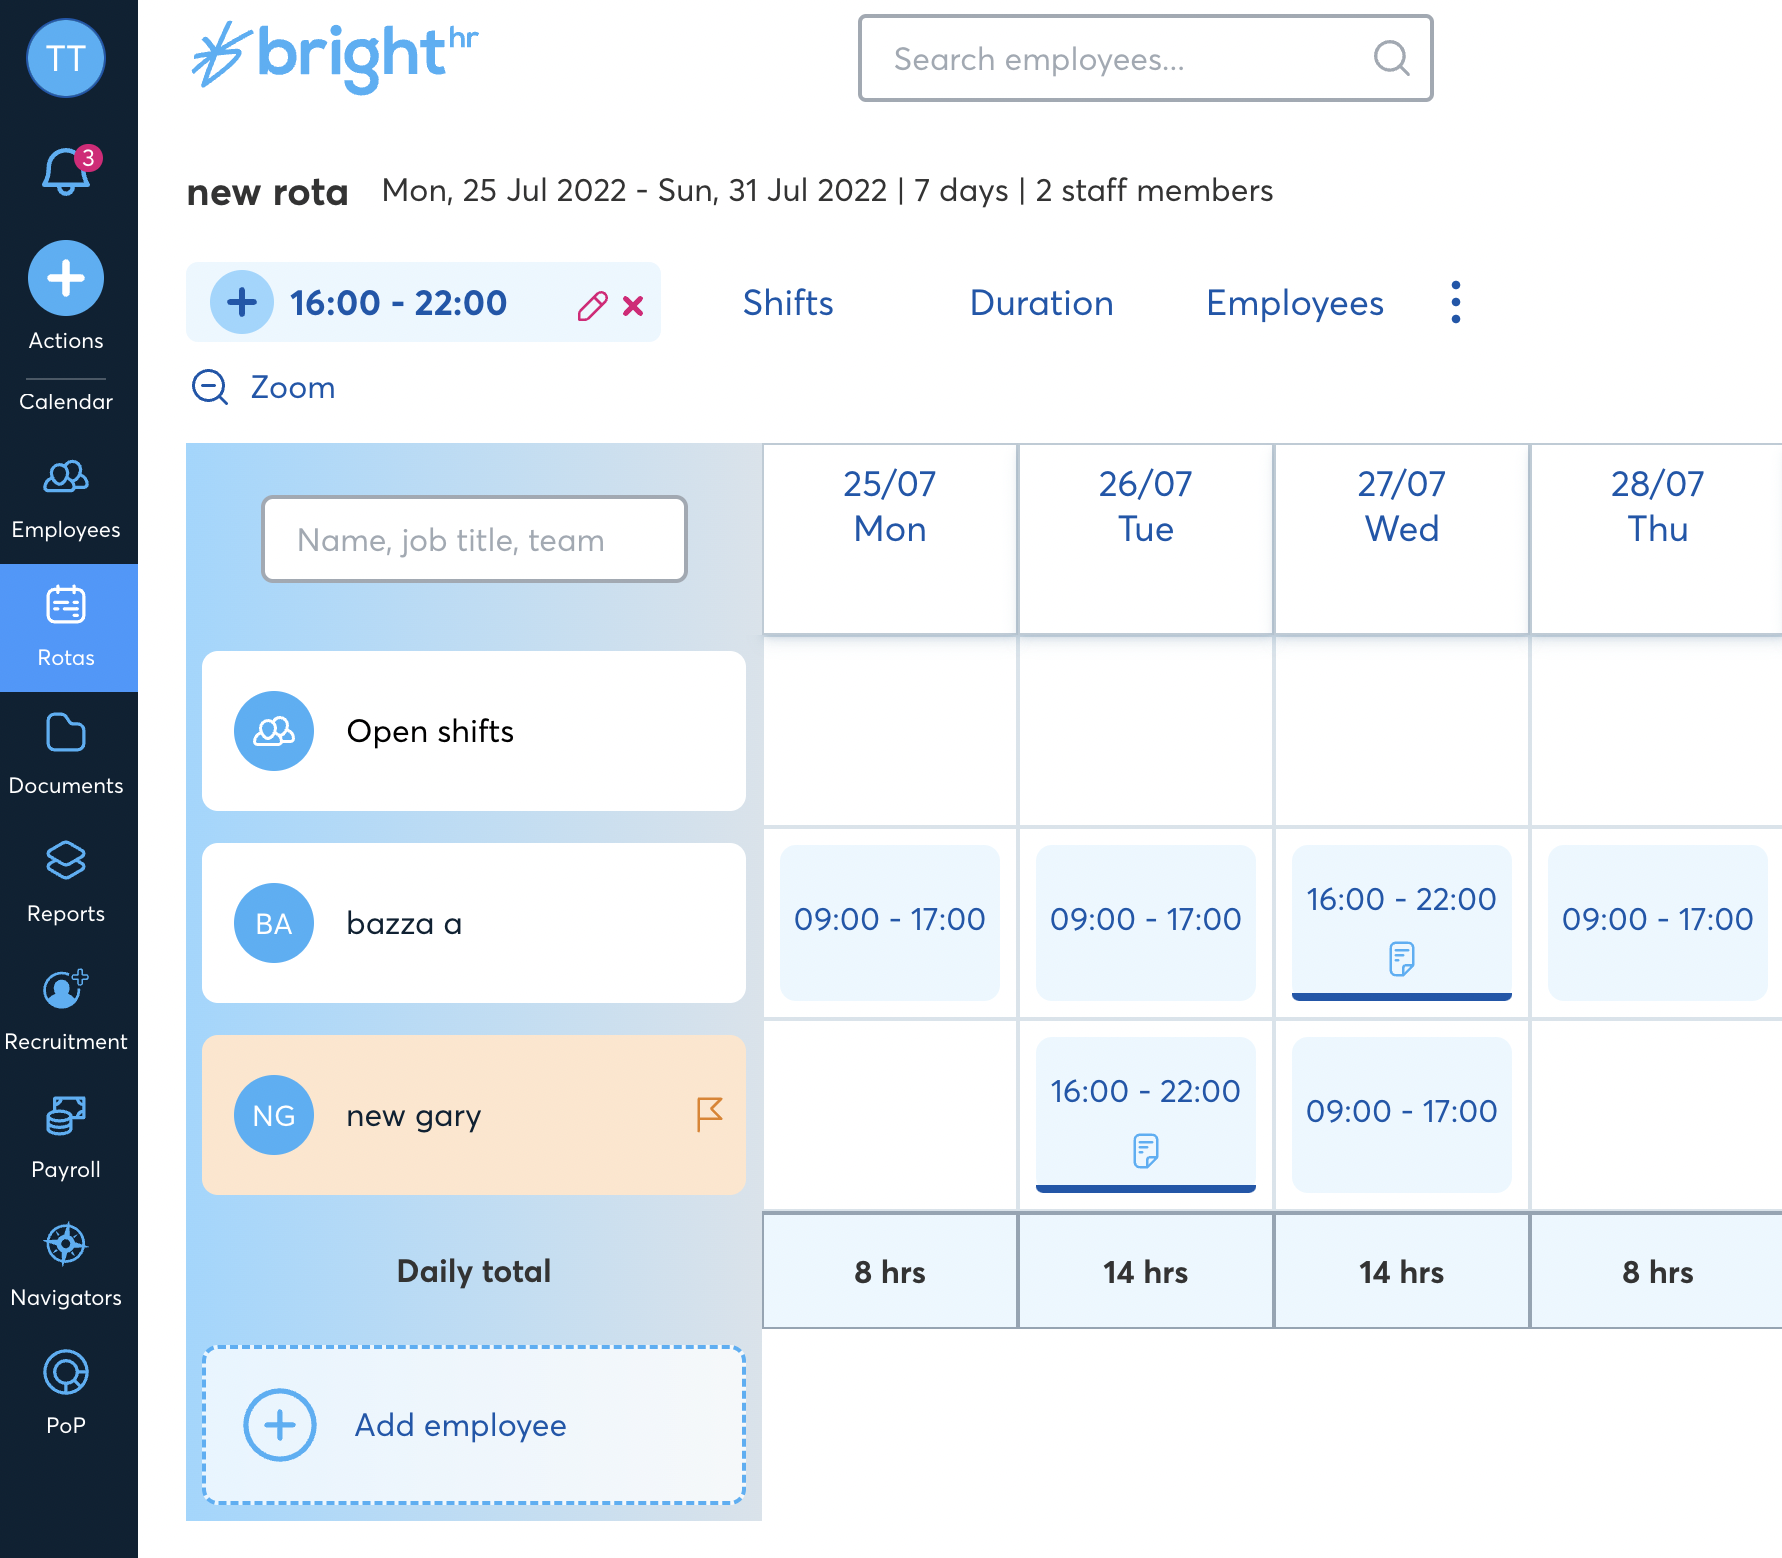 TT
3
Actions
Calendar
Employees
Rotas
Documents
Reports
Recruitment
Payroll
Navigators
PoP
brighthr
Search employees...
new rota Mon, 25 Jul 2022 - Sun, 31 Jul 2022 | 7 days | 2 staff members
16:00 - 22:00 Shifts Duration Employees
Zoom
Name, job title, team
25/07 26/07 27/07 28/07
Mon Tue Wed Thu
Open shifts
BA bazza a 09:00 - 17:00 09:00 - 17:00 16:00 - 22:00 09:00 - 17:00
NG new gary 16:00 - 22:00 09:00 - 17:00
Daily total 8 hrs 14 hrs 14 hrs 8 hrs
Add employee